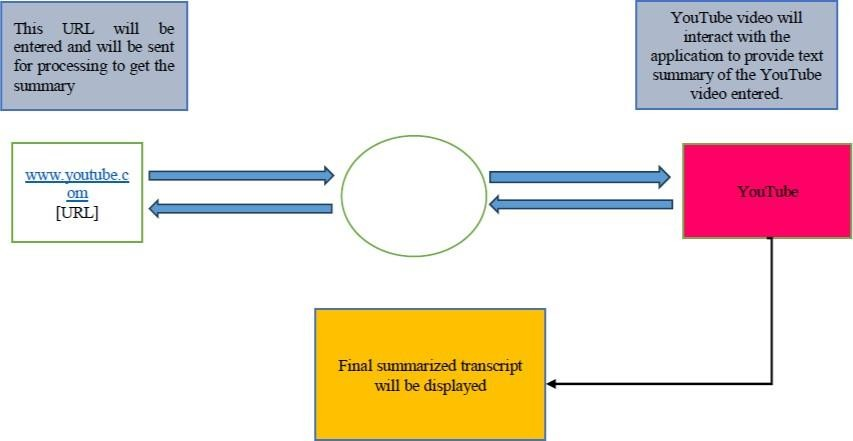 This URL will be
entered and will be sent
for processing to get the
summary
YouTube video will
interact with the
application to provide text
summary of the YouTube
video entered.
www.youtube.c
om
[URL]
YouTube
Final summarized transcript
will be displayed